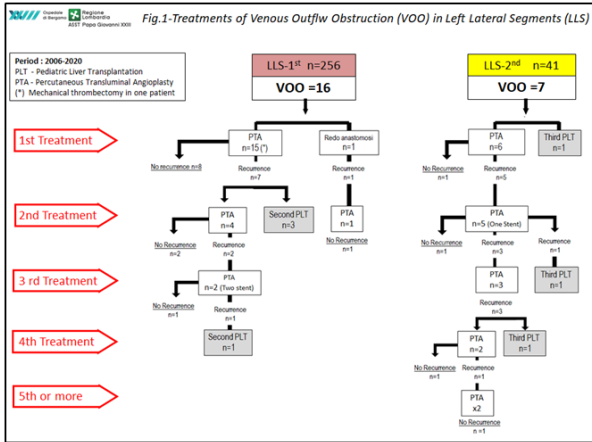 Ospedale di Bergamo
Regione Lombardia
ASST Papa Giovanni XXIII
Fig.1-Treatments of Venous Outflw Obstruction (VOO) in Left Lateral Segments (LLS)
Period : 2006-2020
PLT - Pediatric Liver Transplantation
PTA - Percutaneous Transluminal Angioplasty
(*) Mechanical thrombectomy in one patient
LLS-1st n=256
VOO =16
LLS-2nd n=41
VOO =7
1st Treatment
PTA
n=15 (*)
Redo anastomosi
n=1
PTA
n=6
Third PLT
n=1
No recurrence n=8
Recurrence
n=7
Recurrence
n=1
No Recurrence
n=1
Recurrence
n=5
2nd Treatment
PTA
n=4
Second PLT
n=3
PTA
n=1
PTA
n=5 (One Stent)
No Recurrence
n=2
Recurrence
n=2
No Recurrence
n=1
No Recurrence
n=1
Recurrence
n=3
Recurrence
n=1
3 rd Treatment
PTA
n=2 (Two stent)
PTA
n=3
Third PLT
n=1
No Recurrence
n=1
Recurrence
n=1
Recurrence
n=3
4th Treatment
Second PLT
n=1
PTA
n=2
Third PLT
n=1
No Recurrence
n=1
Recurrence
n=1
5th or more
PTA
x2
No Recurrence
n =1